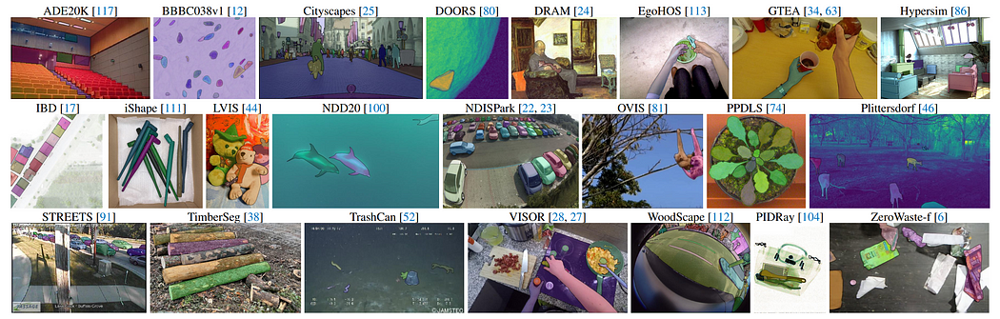 ADE20K [117] BBBC038v1 [12] Cityscapes [25] DOORS [80] DRAM [24] EgoHOS [113] GTEA [34, 63] Hypersim [86]
IBD [17] iShape [111] LVIS [44] NDD20 [100] NDISPark [22, 23] OVIS [81] PPDLS [74] Plittersdorf [46]
STREETS [91] TimberSeg [38] TrashCan [52] VISOR [28, 27] WoodScape [112] PIDRay [104] ZeroWaste-f [6]
©JAMSTEC